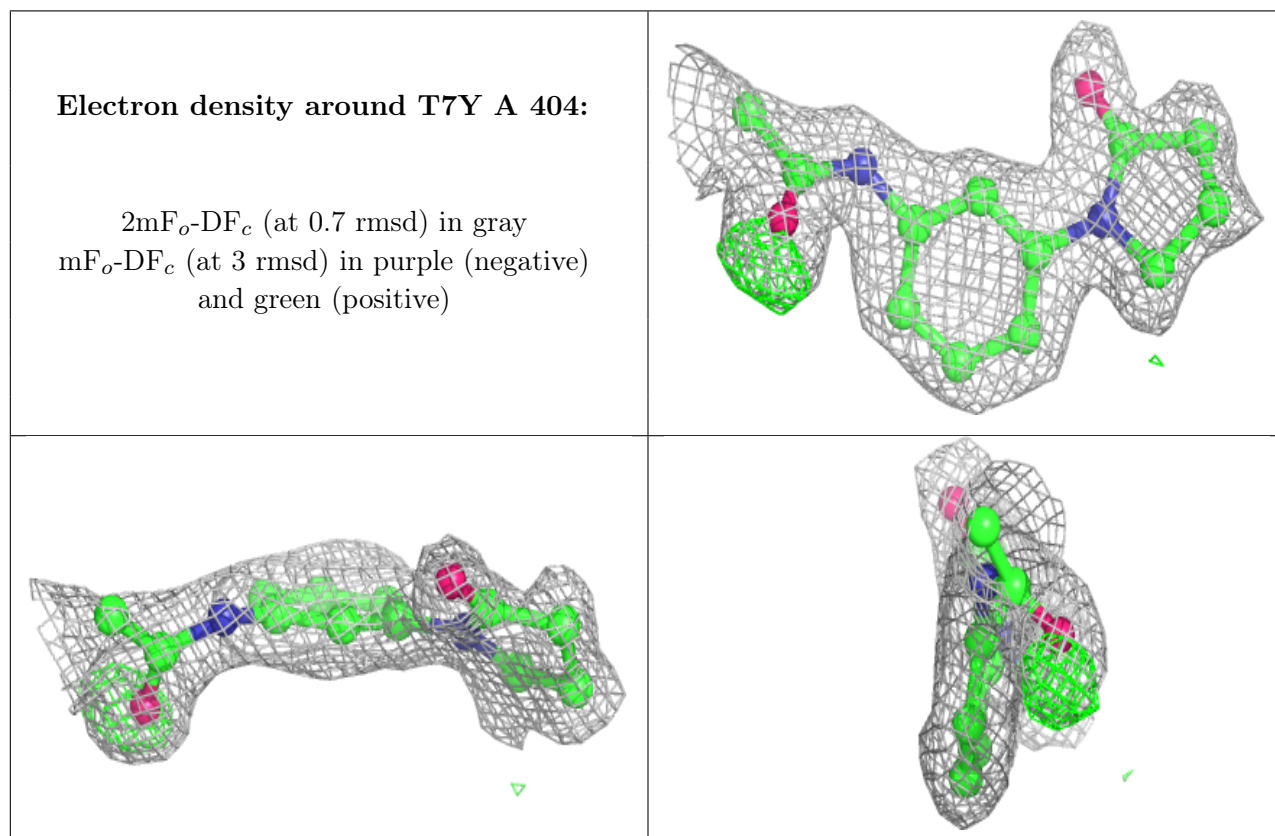 Electron density around T7Y A 404:
2mFₒ-DF𝒸 (at 0.7 rmsd) in gray
mFₒ-DF𝒸 (at 3 rmsd) in purple (negative)
and green (positive)